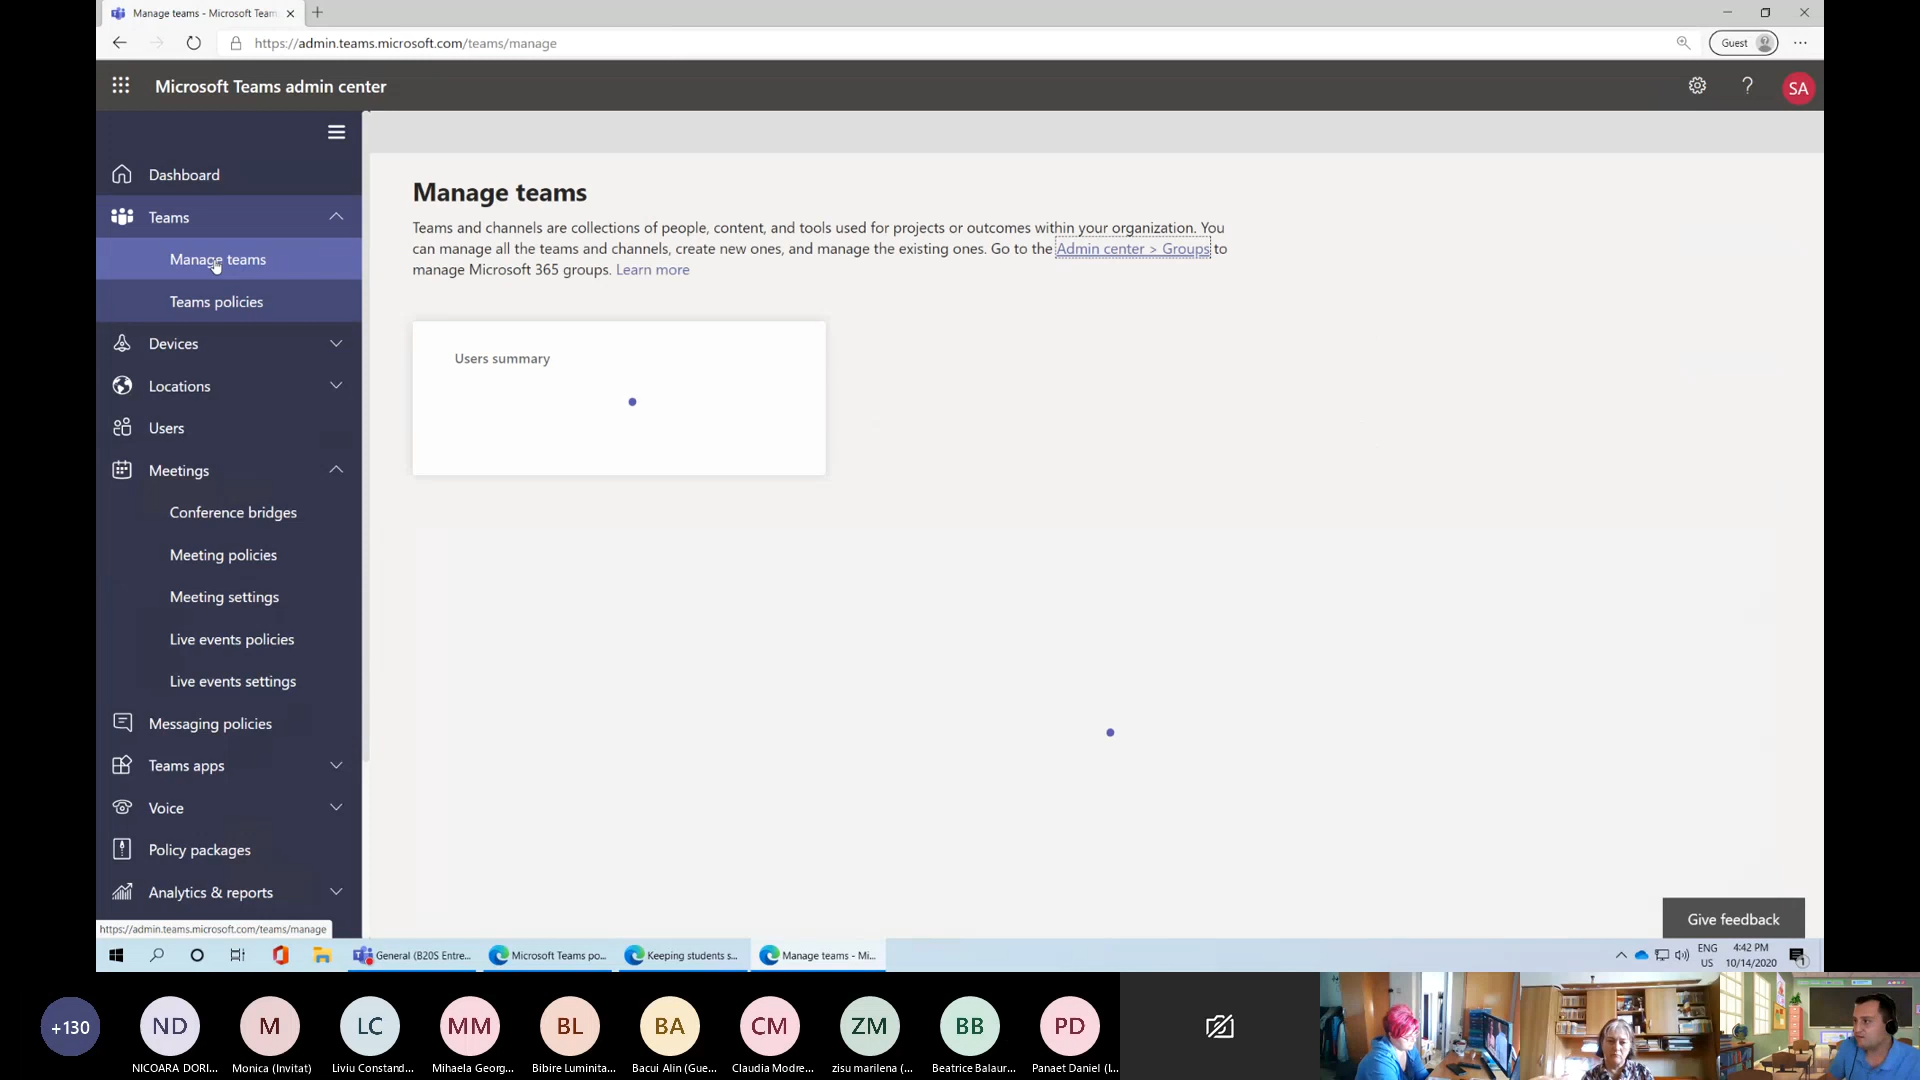 Manage teams - Microsoft Team
https://admin.teams.microsoft.com/teams/manage
Guest
Microsoft Teams admin center
SA
Dashboard
Teams
Manage teams
Teams policies
Devices
Locations
Users
Meetings
Conference bridges
Meeting policies
Meeting settings
Live events policies
Live events settings
Messaging policies
Teams apps
Voice
Policy packages
Analytics & reports
https://admin.teams.microsoft.com/teams/manage
Manage teams
Teams and channels are collections of people, content, and tools used for projects or outcomes within your organization. You
can manage all the teams and channels, create new ones, and manage the existing ones. Go to the Admin center > Groups to
manage Microsoft 365 groups. Learn more
Users summary
Give feedback
General (B20S Entre...
Microsoft Teams po...
Keeping students s...
Manage teams - Mi...
ENG
US
4:42 PM
10/14/2020
1
+130
ND
M
LC
MM
BL
BA
CM
ZM
BB
PD
NICOARA DORI...
Monica (Invitat)
Liviu Constand...
Mihaela Georg...
Bibire Luminita...
Bacui Alin (Gue...
Claudia Modre...
zisu marilena (...
Beatrice Balaur...
Panaet Daniel (I...